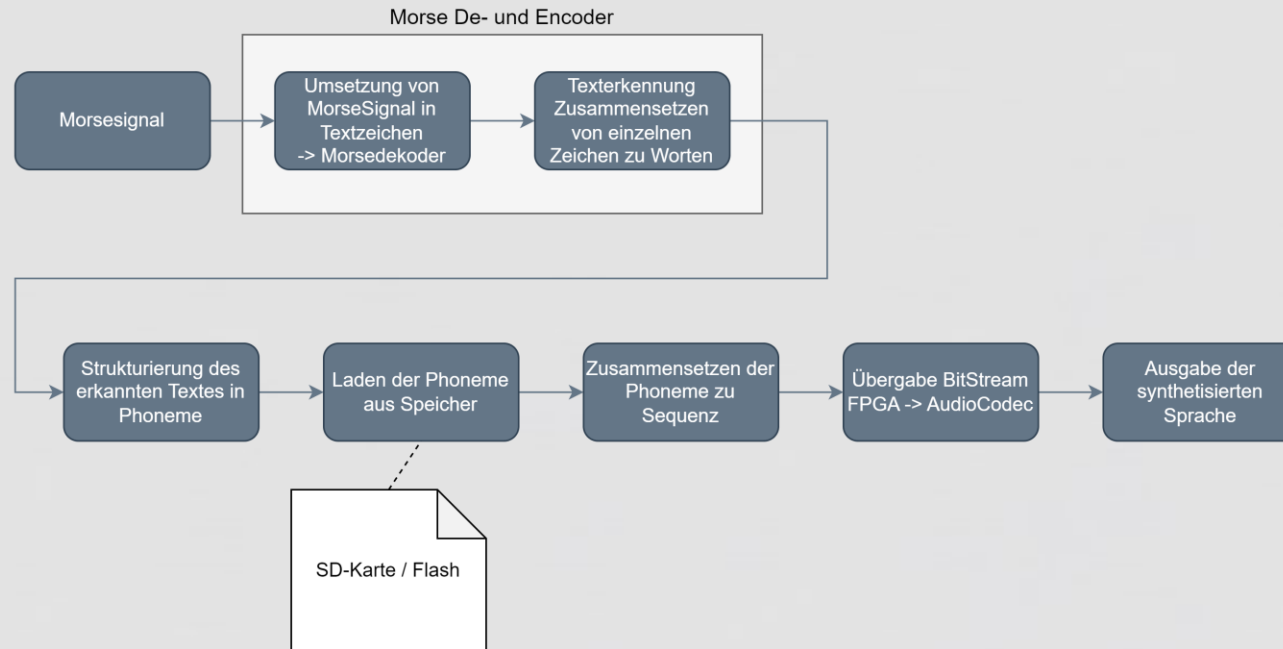 Morse De- und Encoder
Morsesignal
Umsetzung von
MorseSignal in
Textzeichen
-> Morsedekoder
Texterkennung
Zusammensetzen
von einzelnen
Zeichen zu Worten
Strukturierung des
erkannten Textes in
Phoneme
Laden der Phoneme
aus Speicher
Zusammensetzen der
Phoneme zu
Sequenz
Übergabe BitStream
FPGA -> AudioCodec
Ausgabe der
synthetisierten
Sprache
SD-Karte / Flash